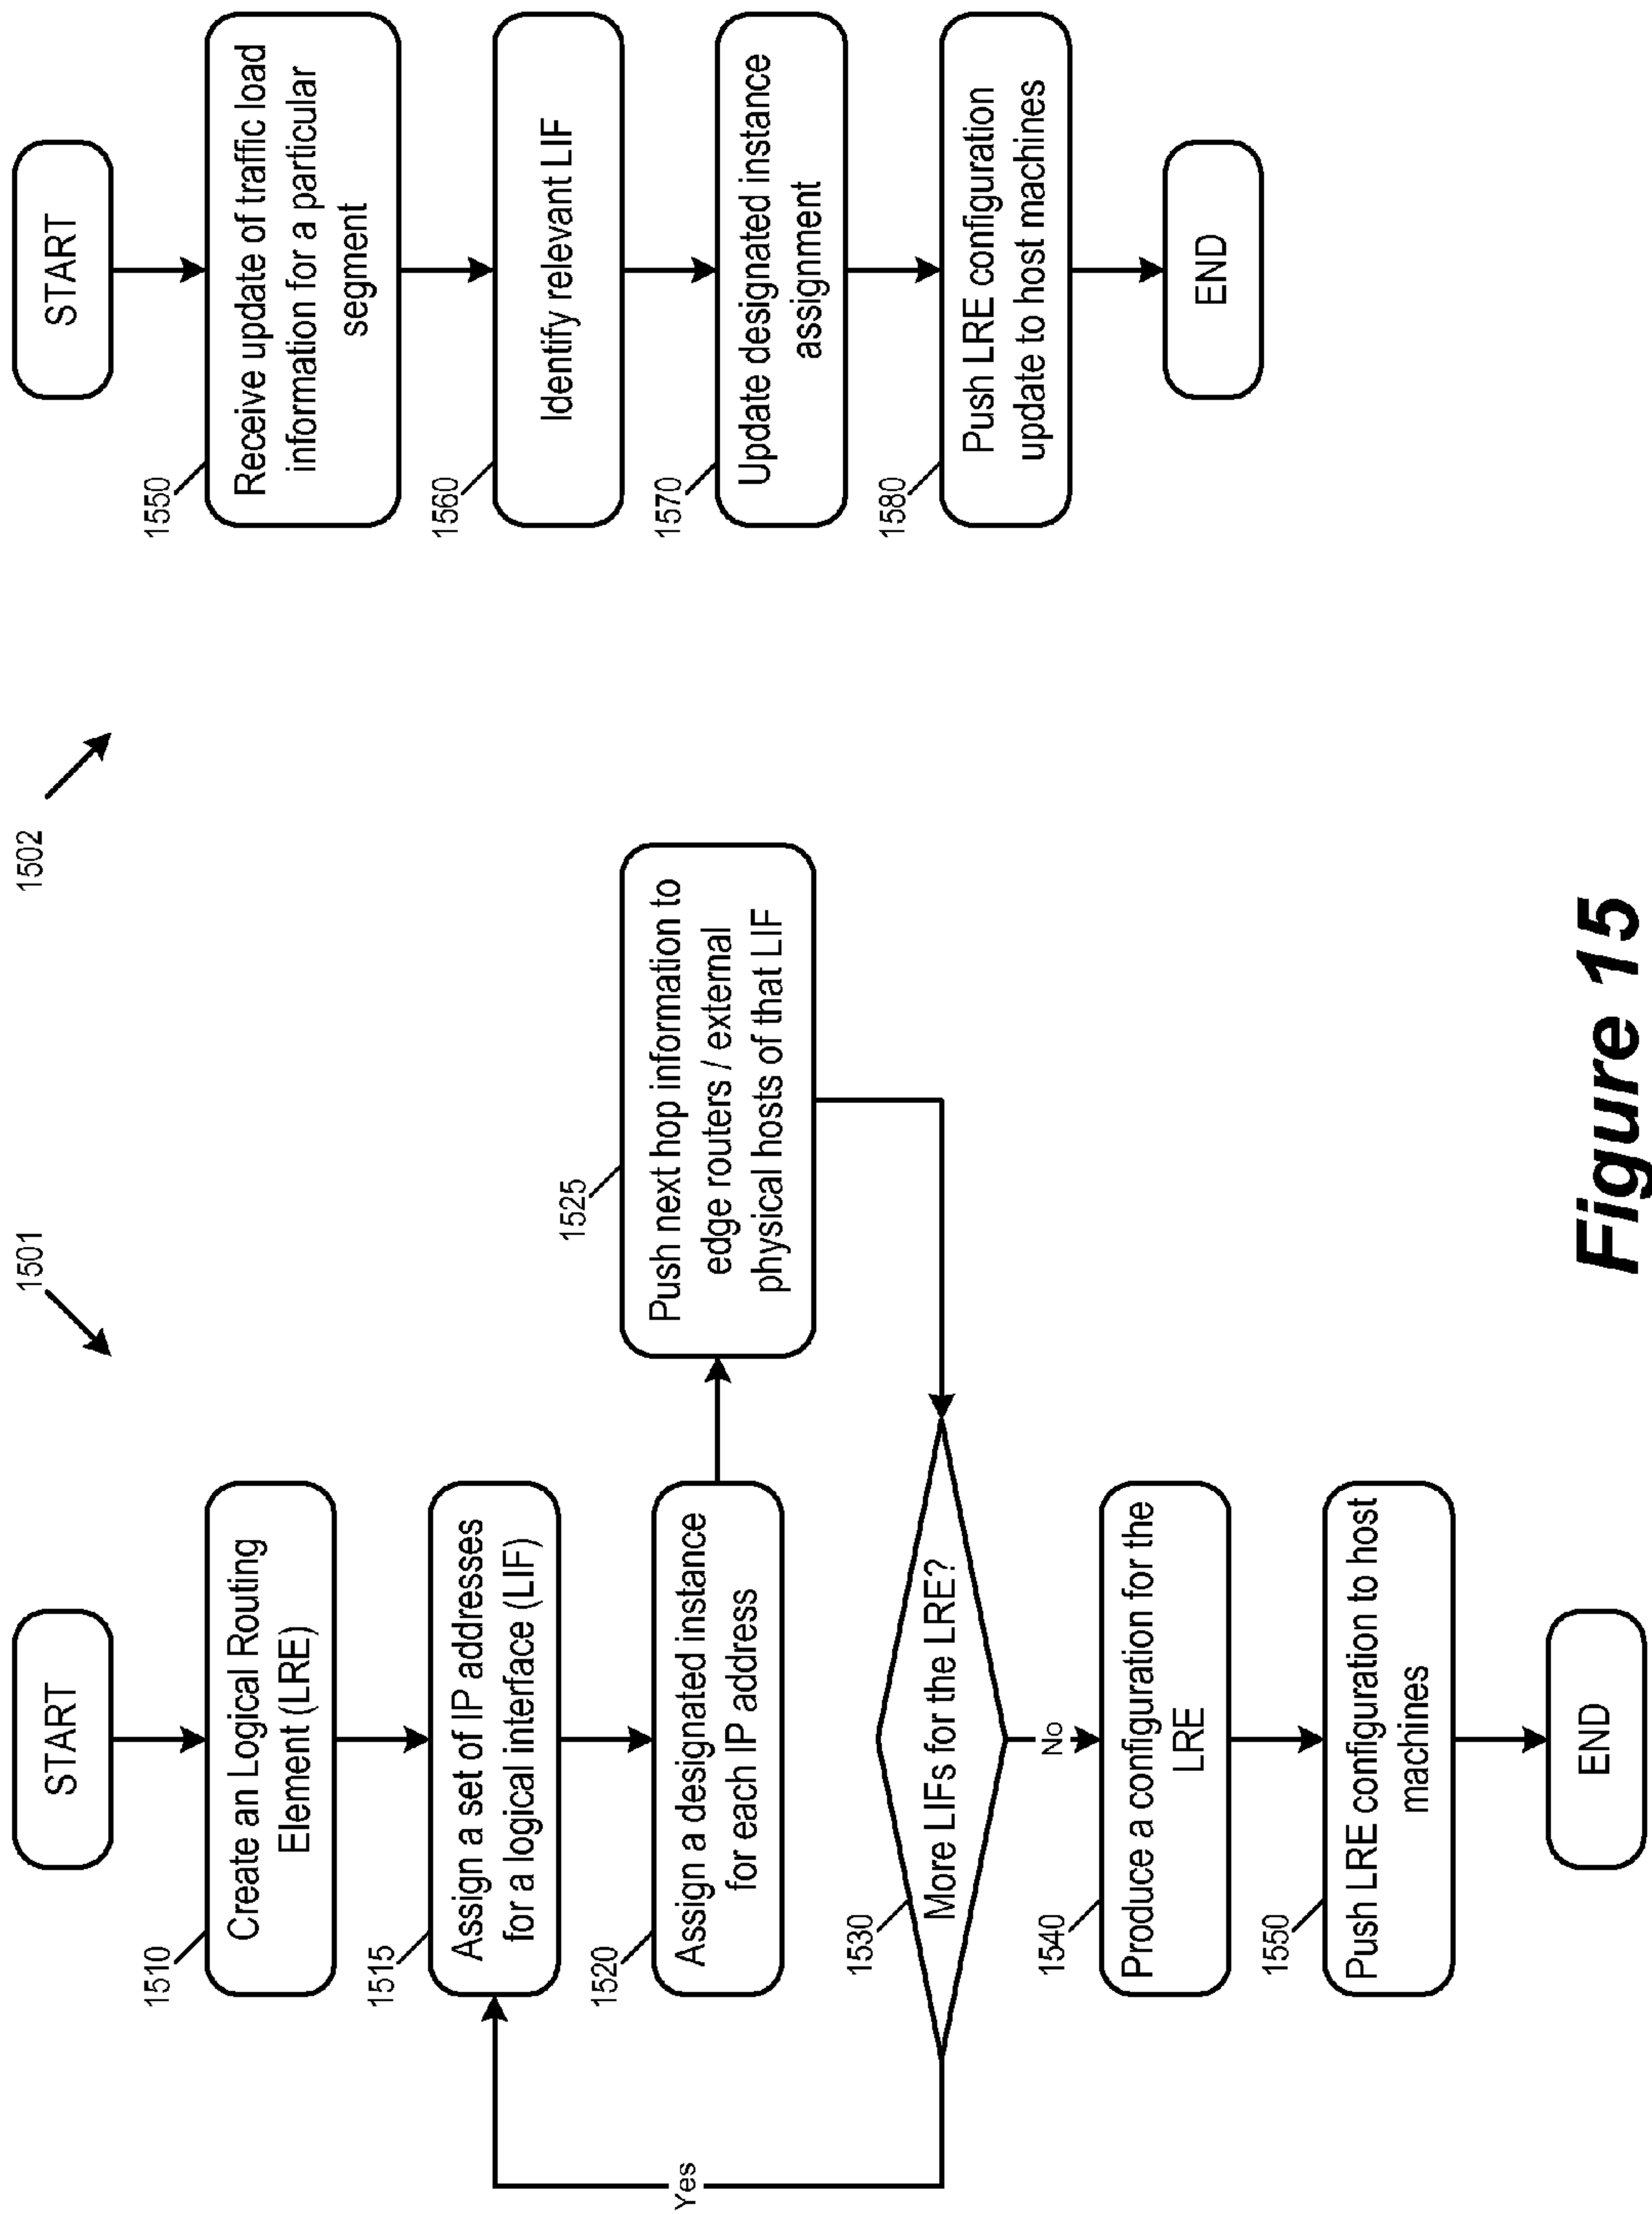 1501
START
1510
Create an Logical Routing
Element (LRE)
1515
Assign a set of IP addresses
for a logical interface (LIF)
1520
Assign a designated instance
for each IP address
1525
Push next hop information to
edge routers / external
physical hosts of that LIF
1530
More LIFs for the LRE?
Yes
No
1540
Produce a configuration for the
LRE
1550
Push LRE configuration to host
machines
END
1502
START
1550
Receive update of traffic load
information for a particular
segment
1560
Identify relevant LIF
1570
Update designated instance
assignment
1580
Push LRE configuration
update to host machines
END
Figure 15